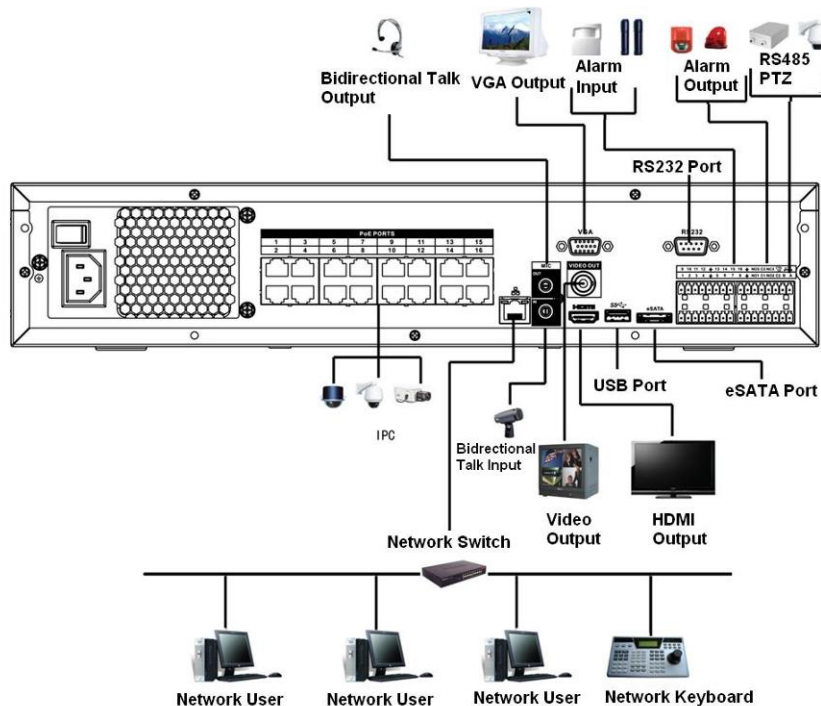 Bidirectional Talk
Output
VGA Output
Alarm
Input
Alarm
Output
RS485
PTZ
RS232 Port
PoE PORTS
1 3 5 7 9 11 13 15
2 4 6 8 10 12 14 16
MIC
OUT
VGA
VIDEO OUT
RS232
HDMI
eSATA
USB Port
eSATA Port
IPC
Bidrectional
Talk Input
Video
Output
HDMI
Output
Network Switch
Network User
Network User
Network User
Network Keyboard